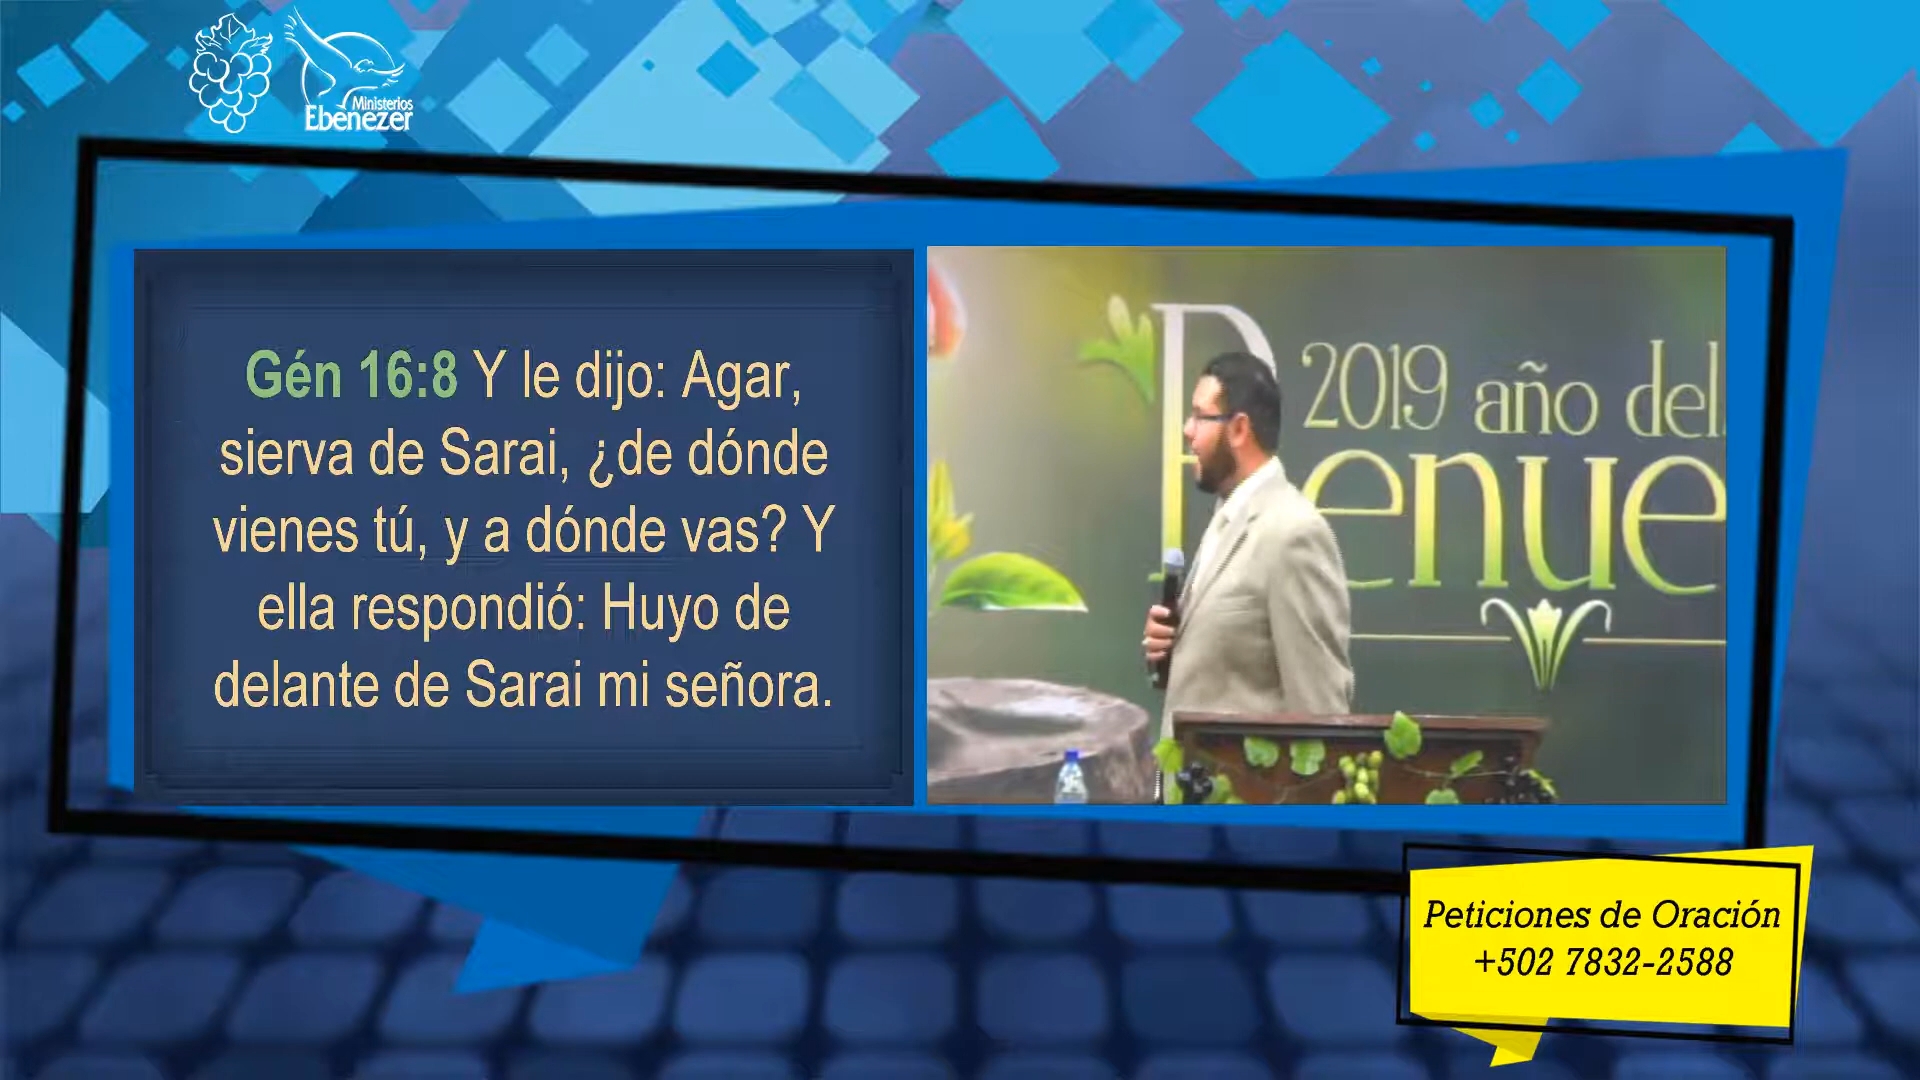 Ministerios
Ebenezer
Gén 16:8 Y le dijo: Agar,
sierva de Sarai, ¿de dónde
vienes tú, y a dónde vas? Y
ella respondió: Huyo de
delante de Sarai mi señora.
2019 año del
Penue
Peticiones de Oración
+502 7832-2588